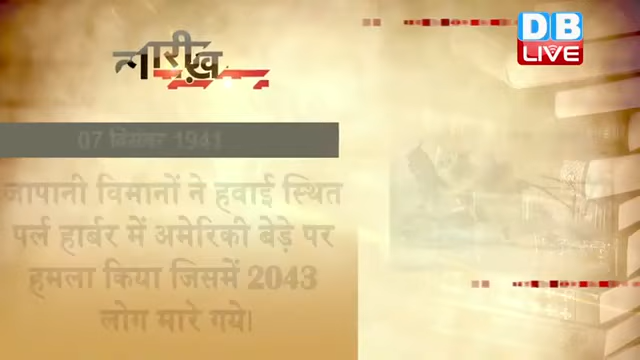 तारीख़
DB
LIVE
07 दिसंबर 1941
जापानी विमानों ने हवाई स्थित
पर्ल हार्बर में अमेरिकी बेड़े पर
हमला किया जिसमें 2043
लोग मारे गये।